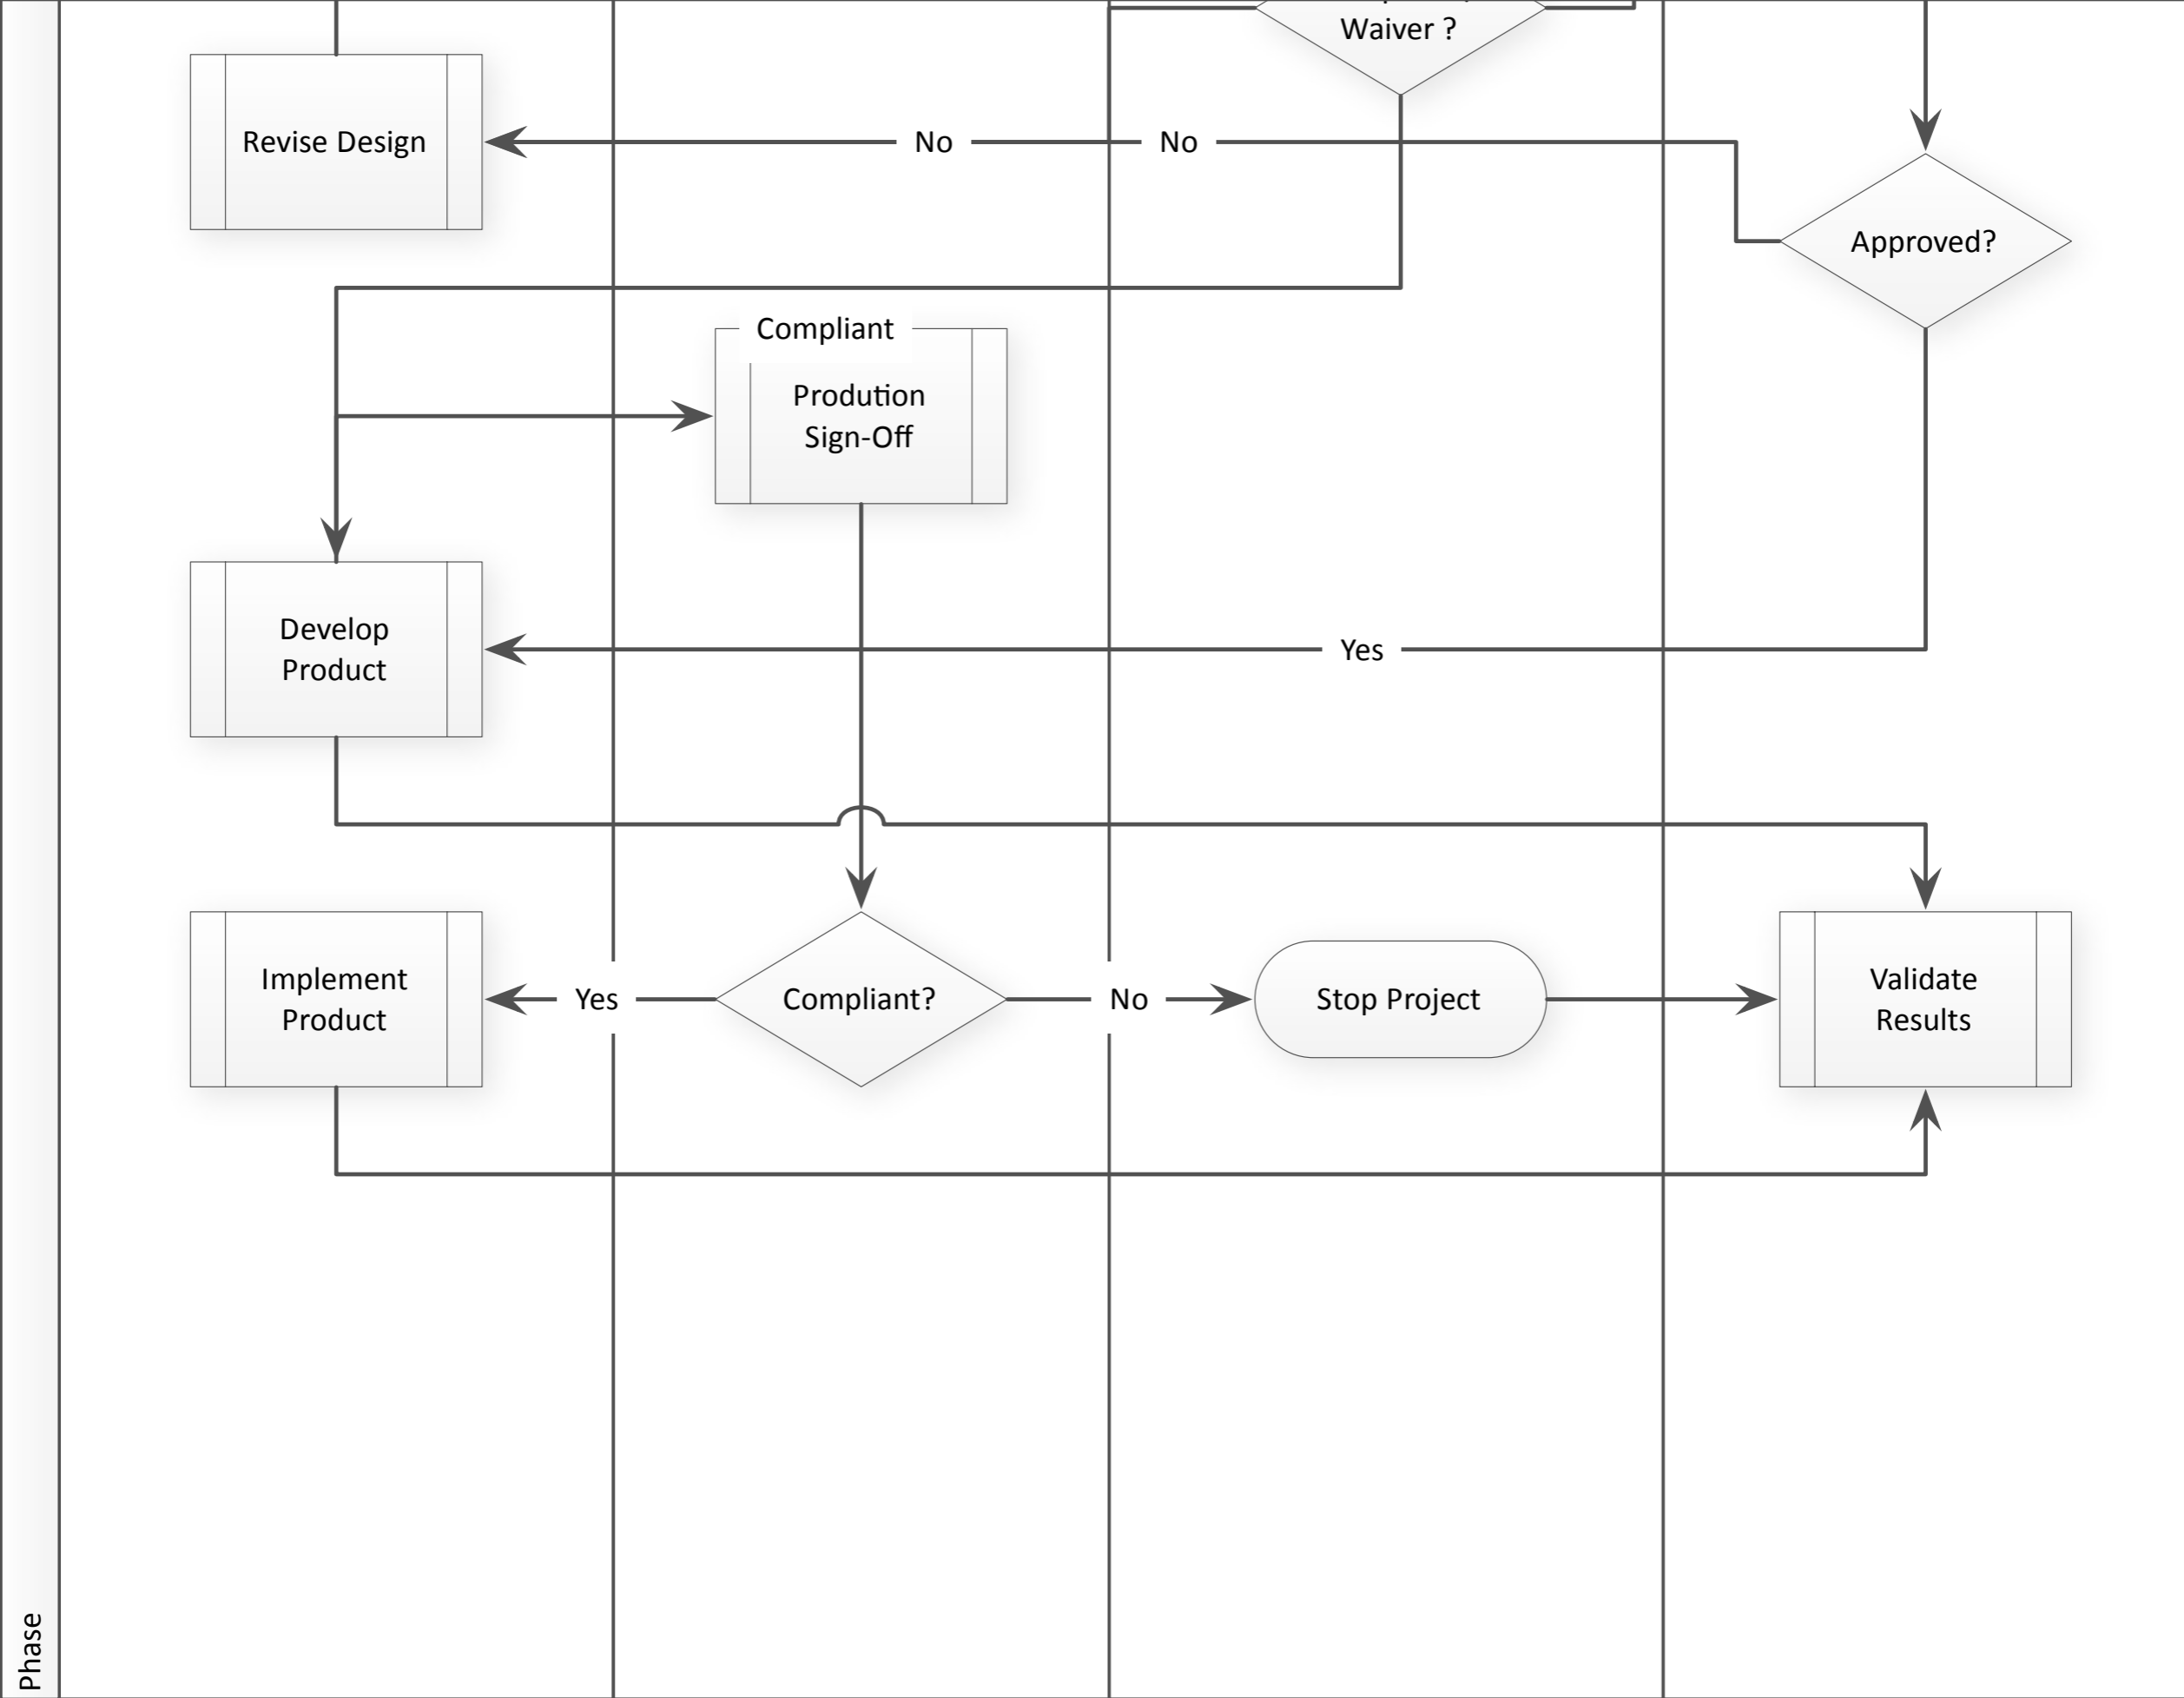 Waiver ?
Revise Design
No
No
Approved?
Compliant
Prodution
Sign-Off
Develop
Product
Yes
Implement
Product
Yes
Compliant?
No
Stop Project
Validate
Results
Phase